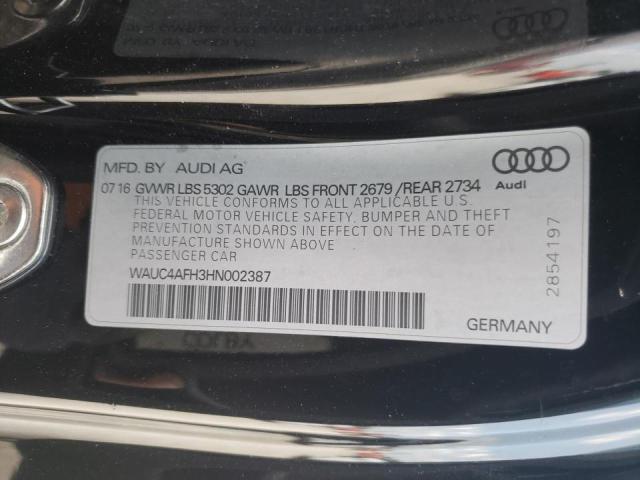 MFD. BY AUDI AG
07 16 GVWR LBS 5302 GAWR LBS FRONT 2679 /REAR 2734
THIS VEHICLE CONFORMS TO ALL APPLICABLE U.S.
FEDERAL MOTOR VEHICLE SAFETY, BUMPER AND THEFT
PREVENTION STANDARDS IN EFFECT ON THE DATE OF
MANUFACTURE SHOWN ABOVE
PASSENGER CAR
WAUC4AFH3HN002387
Audi
2854197
GERMANY